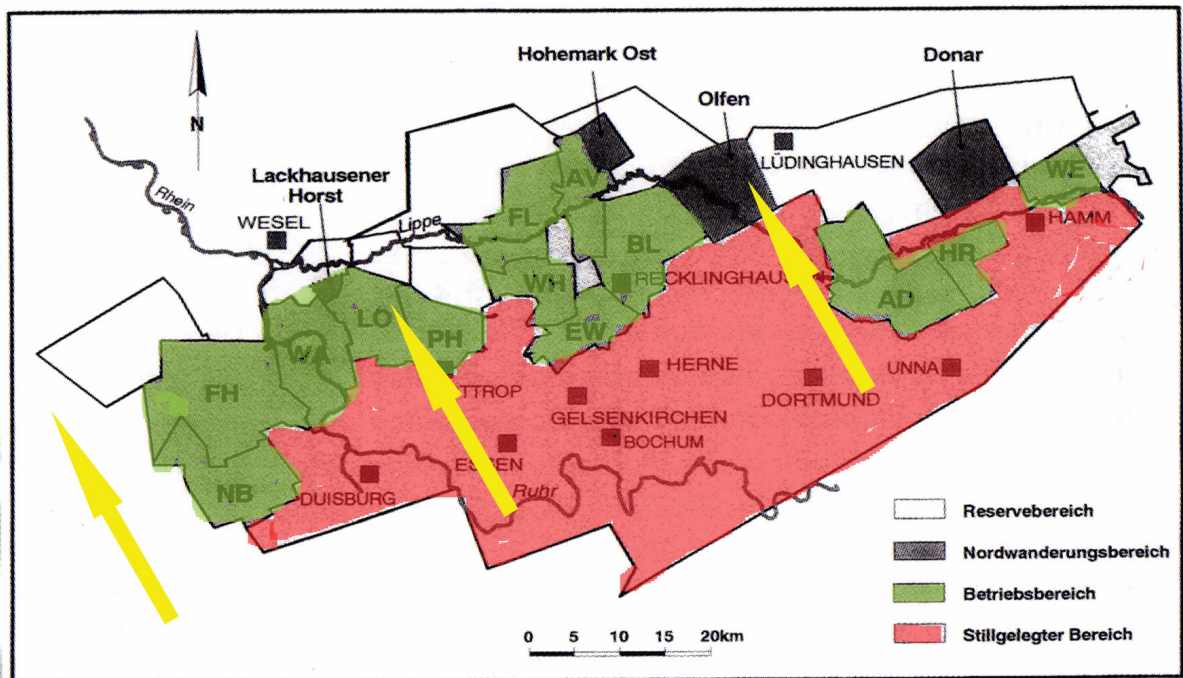 Hohemark Ost
Donar
Olfen
N
LÜDINGHAUSEN
Lackhausener
Horst
AV
WE
Rhein
WESEL
Lippe
FL
HAMM
BL
HR
WH
RECKLINGHAUSEN
AD
LO
PH
EW
WA
HERNE
UNNA
FH
TTROP
DORTMUND
GELSENKIRCHEN
BOCHUM
ESSEN
NB
DUISBURG
Ruhr
Reservebereich
Nordwanderungsbereich
Betriebsbereich
Stillgelegter Bereich
0 5 10 15 20km